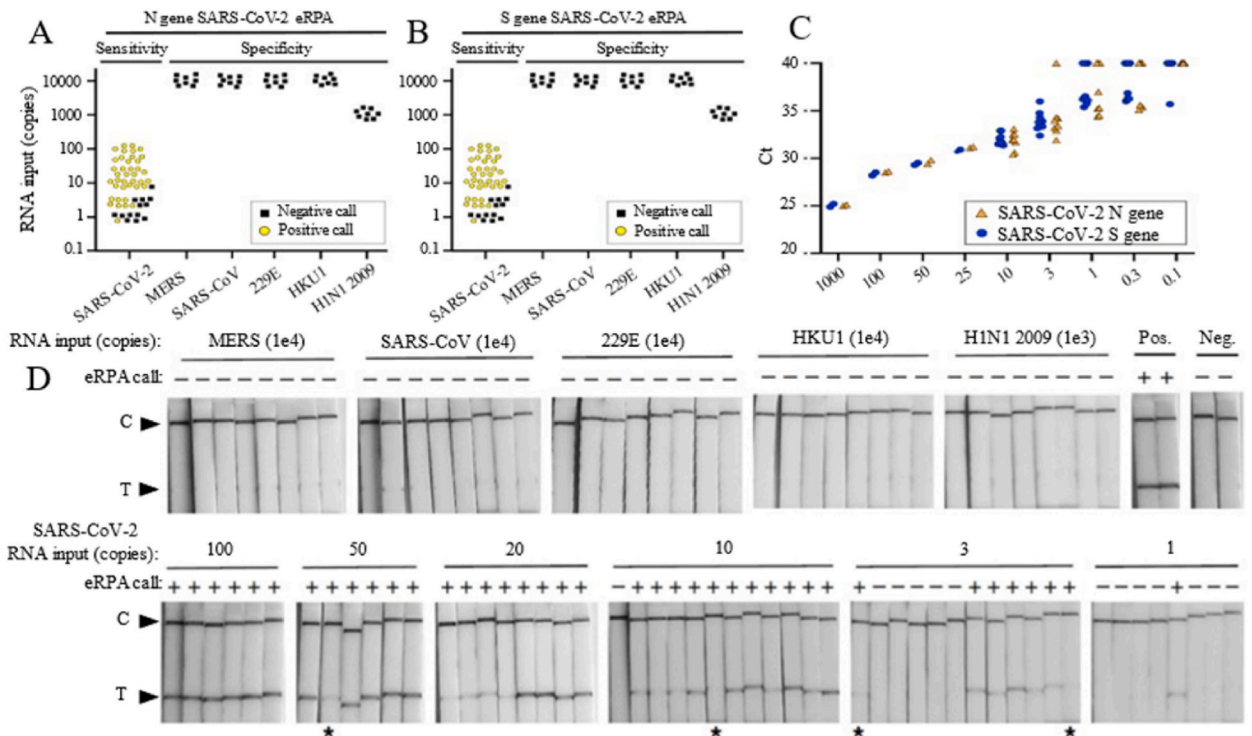 A
N gene SARS-CoV-2 eRPA
Sensitivity Specificity
RNA input (copies)
10000
1000
100
10
1
0.1
Negative call
Positive call
SARS-CoV-2 MERS SARS-CoV 229E HKU1 H1N1 2009
B
S gene SARS-CoV-2 eRPA
Sensitivity Specificity
RNA input (copies)
10000
1000
100
10
1
0.1
Negative call
Positive call
SARS-CoV-2 MERS SARS-CoV 229E HKU1 H1N1 2009
C
Ct
40
35
30
25
20
SARS-CoV-2 N gene
SARS-CoV-2 S gene
1000 100 50 25 10 3 1 0.3 0.1
RNA input (copies): MERS (1e4) SARS-CoV (1e4) 229E (1e4) HKU1 (1e4) H1N1 2009 (1e3) Pos. Neg.
D
eRPA call: − − − − − − − − − − − − − − − − − − − − − − − − − − − − − − − − − − − − − − − − + + − −
C
T
SARS-CoV-2
RNA input (copies): 100 50 20 10 3 1
eRPA call: + + + + + + + + + + + + + + + + + + + + − + + + + + + + + + + + + − − − − − + + + + + + − − − − + − − −
C
T
* * * *